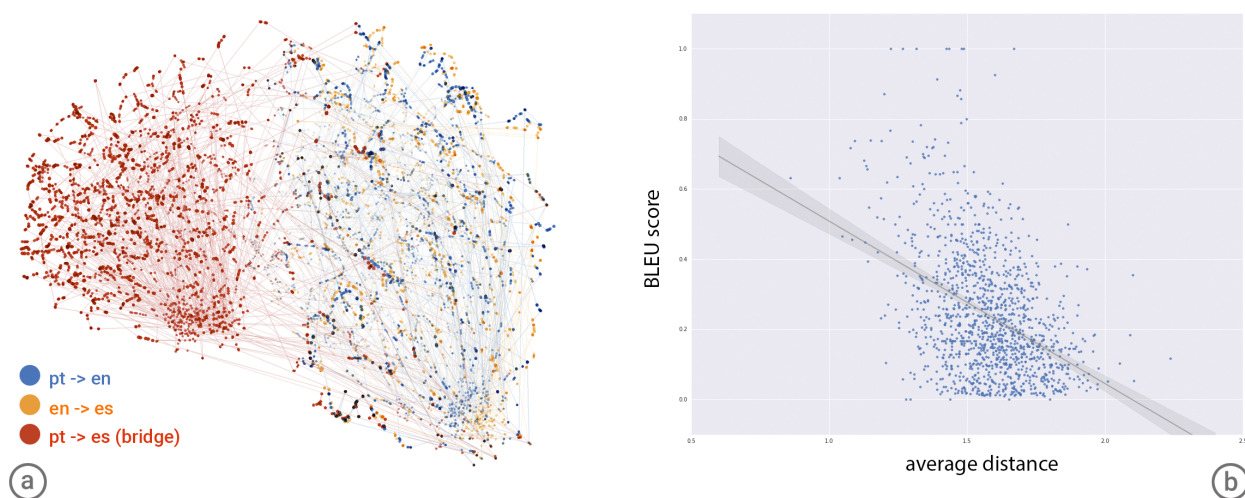 pt -> en
en -> es
pt -> es (bridge)
a
BLEU score
1.0
0.8
0.6
0.4
0.2
0.0
0.5
1.0
1.5
2.0
2.5
average distance
b